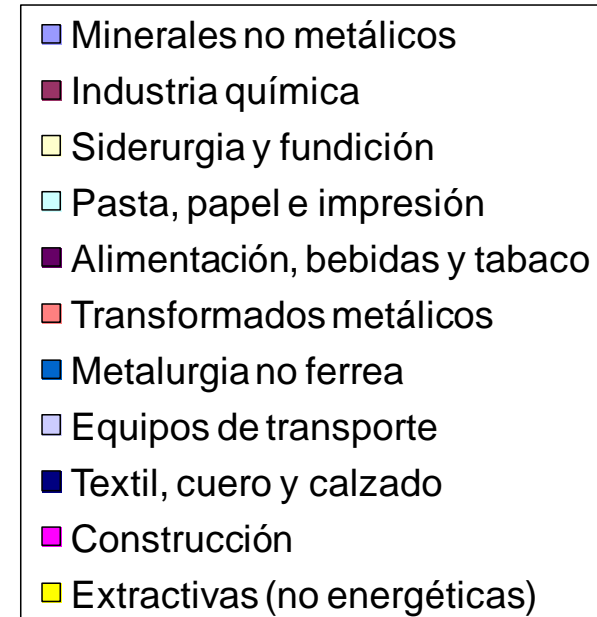 Minerales no metálicos
Industria química
Siderurgia y fundición
Pasta, papel e impresión
Alimentación, bebidas y tabaco
Transformados metálicos
Metalurgia no ferrea
Equipos de transporte
Textil, cuero y calzado
Construcción
Extractivas (no energéticas)